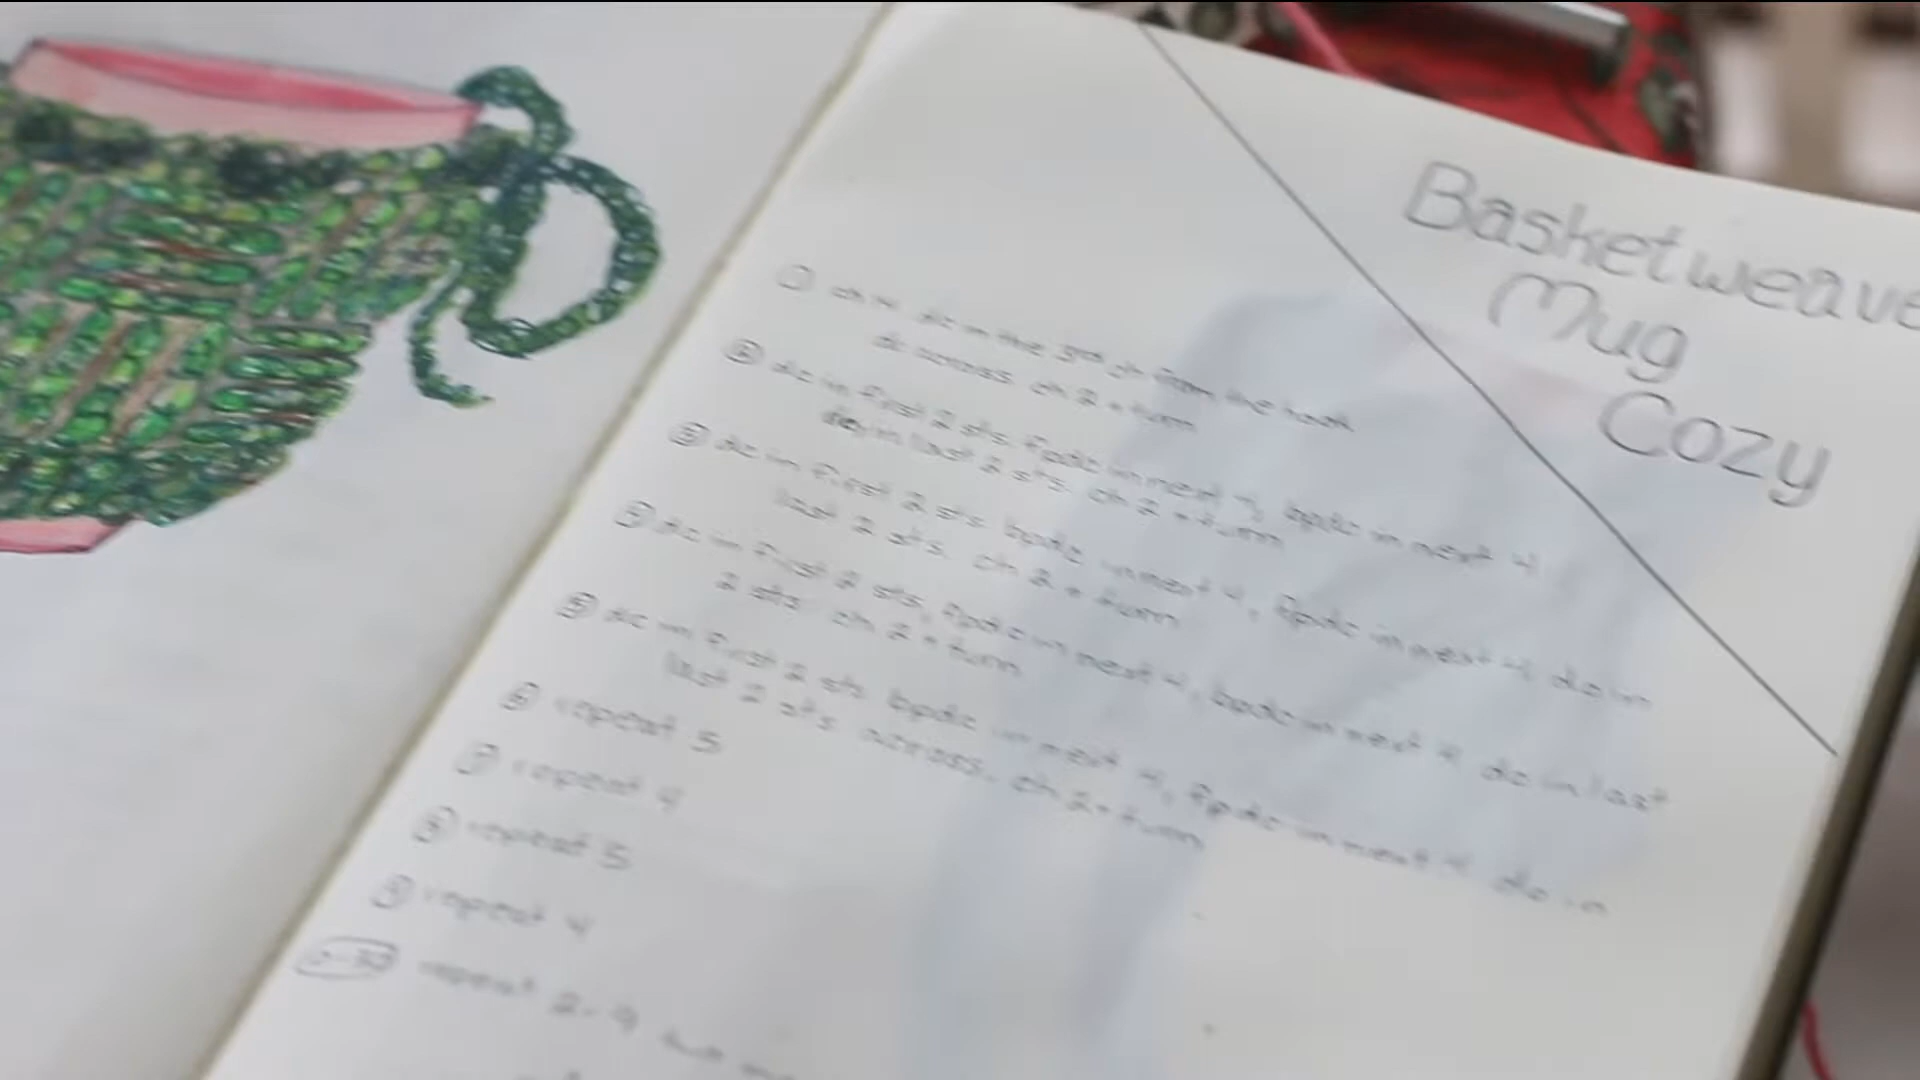 Basketweave
Mug
Cozy
dc in the 3rd ch from the hook
dc across. ch 2 + turn
dc in first 2 sts, fpdc in next 4, bpdc in next 4
dc in last 2 sts. ch 2 + turn
dc in first 2 sts bpdc in next 4, fpdc in next 4, dc in
last 2 sts. ch 2 + turn
dc in first 2 sts, fpdc in next 4, bpdc in next 4 dc in last
2 sts ch 2 + turn
5 dc in first 2 sts bpdc in next 4, fpdc in next 4 dc in
last 2 sts across. ch 2 + turn
6 repeat 5
7 repeat 4
8 repeat 5
9 repeat 4
repeat 2-9